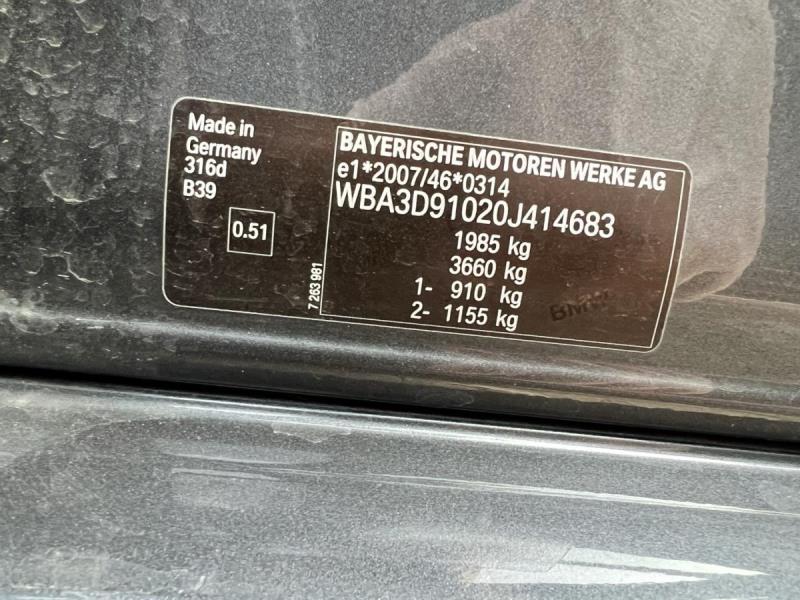 Made in
Germany
316d
B39
0.51
7 263 981
BAYERISCHE MOTOREN WERKE AG
e1*2007/46*0314
WBA3D91020J414683
1985 kg
3660 kg
1- 910 kg
2- 1155 kg
BMW